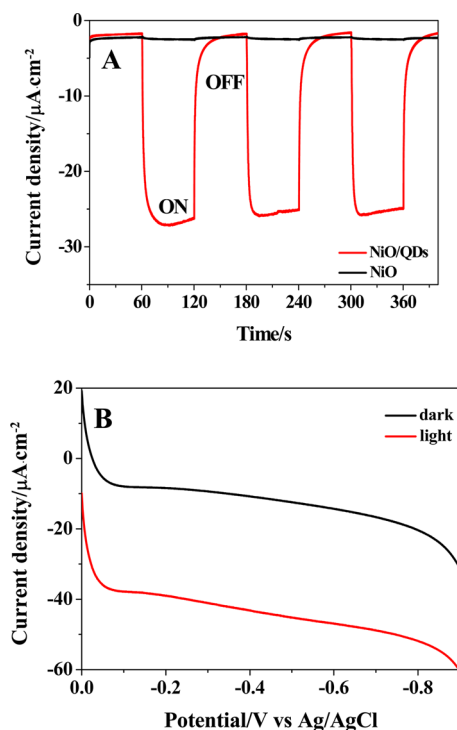 A
Current density/μA·cm⁻²
0
-10
-20
-30
OFF
ON
NiO/QDs
NiO
0 60 120 180 240 300 360
Time/s
B
Current density/μA·cm⁻²
20
0
-20
-40
-60
dark
light
0.0 -0.2 -0.4 -0.6 -0.8
Potential/V vs Ag/AgCl